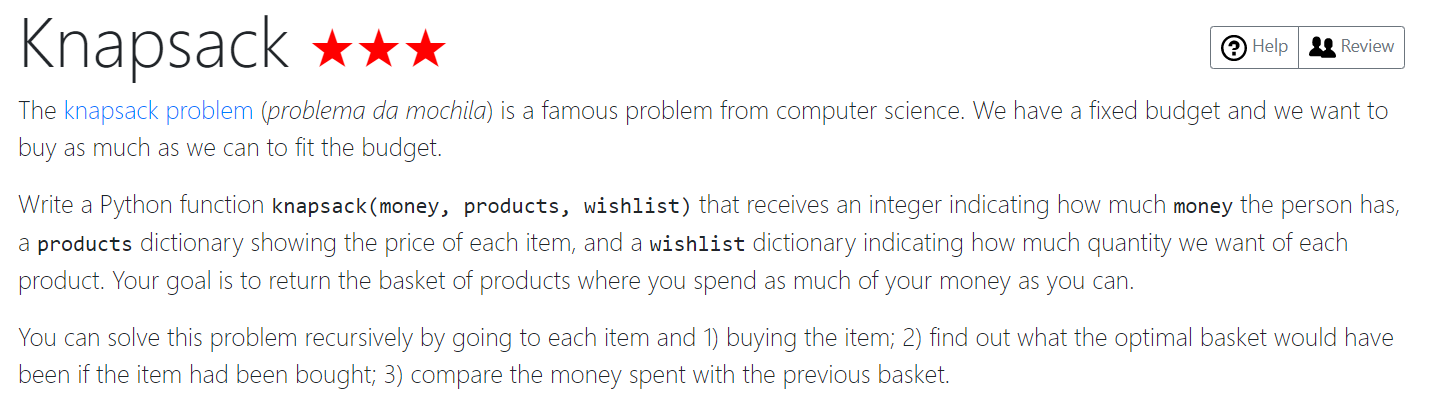 Knapsack ★★★
Help Review
The knapsack problem (problema da mochila) is a famous problem from computer science. We have a fixed budget and we want to
buy as much as we can to fit the budget.
Write a Python function knapsack(money, products, wishlist) that receives an integer indicating how much money the person has,
a products dictionary showing the price of each item, and a wishlist dictionary indicating how much quantity we want of each
product. Your goal is to return the basket of products where you spend as much of your money as you can.
You can solve this problem recursively by going to each item and 1) buying the item; 2) find out what the optimal basket would have
been if the item had been bought; 3) compare the money spent with the previous basket.